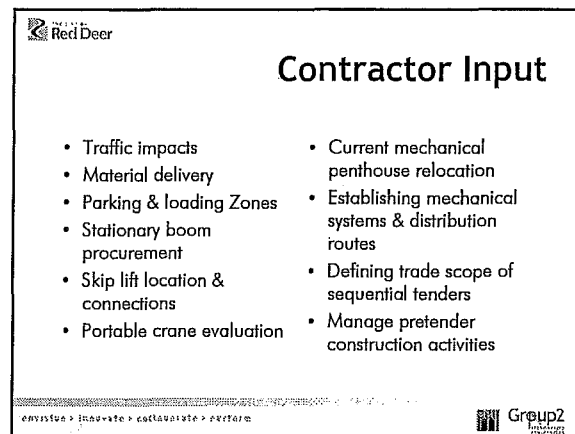 Red Deer
Contractor Input
• Traffic impacts
• Material delivery
• Parking & loading Zones
• Stationary boom
procurement
• Skip lift location &
connections
• Portable crane evaluation
• Current mechanical
penthouse relocation
• Establishing mechanical
systems & distribution
routes
• Defining trade scope of
sequential tenders
• Manage pretender
construction activities
envision > innovate > collaborate > perform
Group2